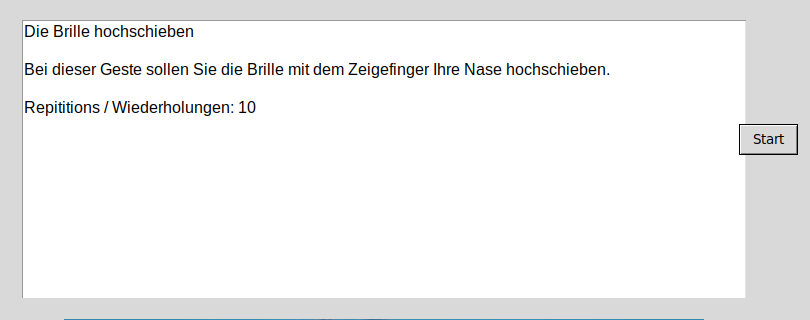 Die Brille hochschieben
Bei dieser Geste sollen Sie die Brille mit dem Zeigefinger Ihre Nase hochschieben.
Repititions / Wiederholungen: 10
Start